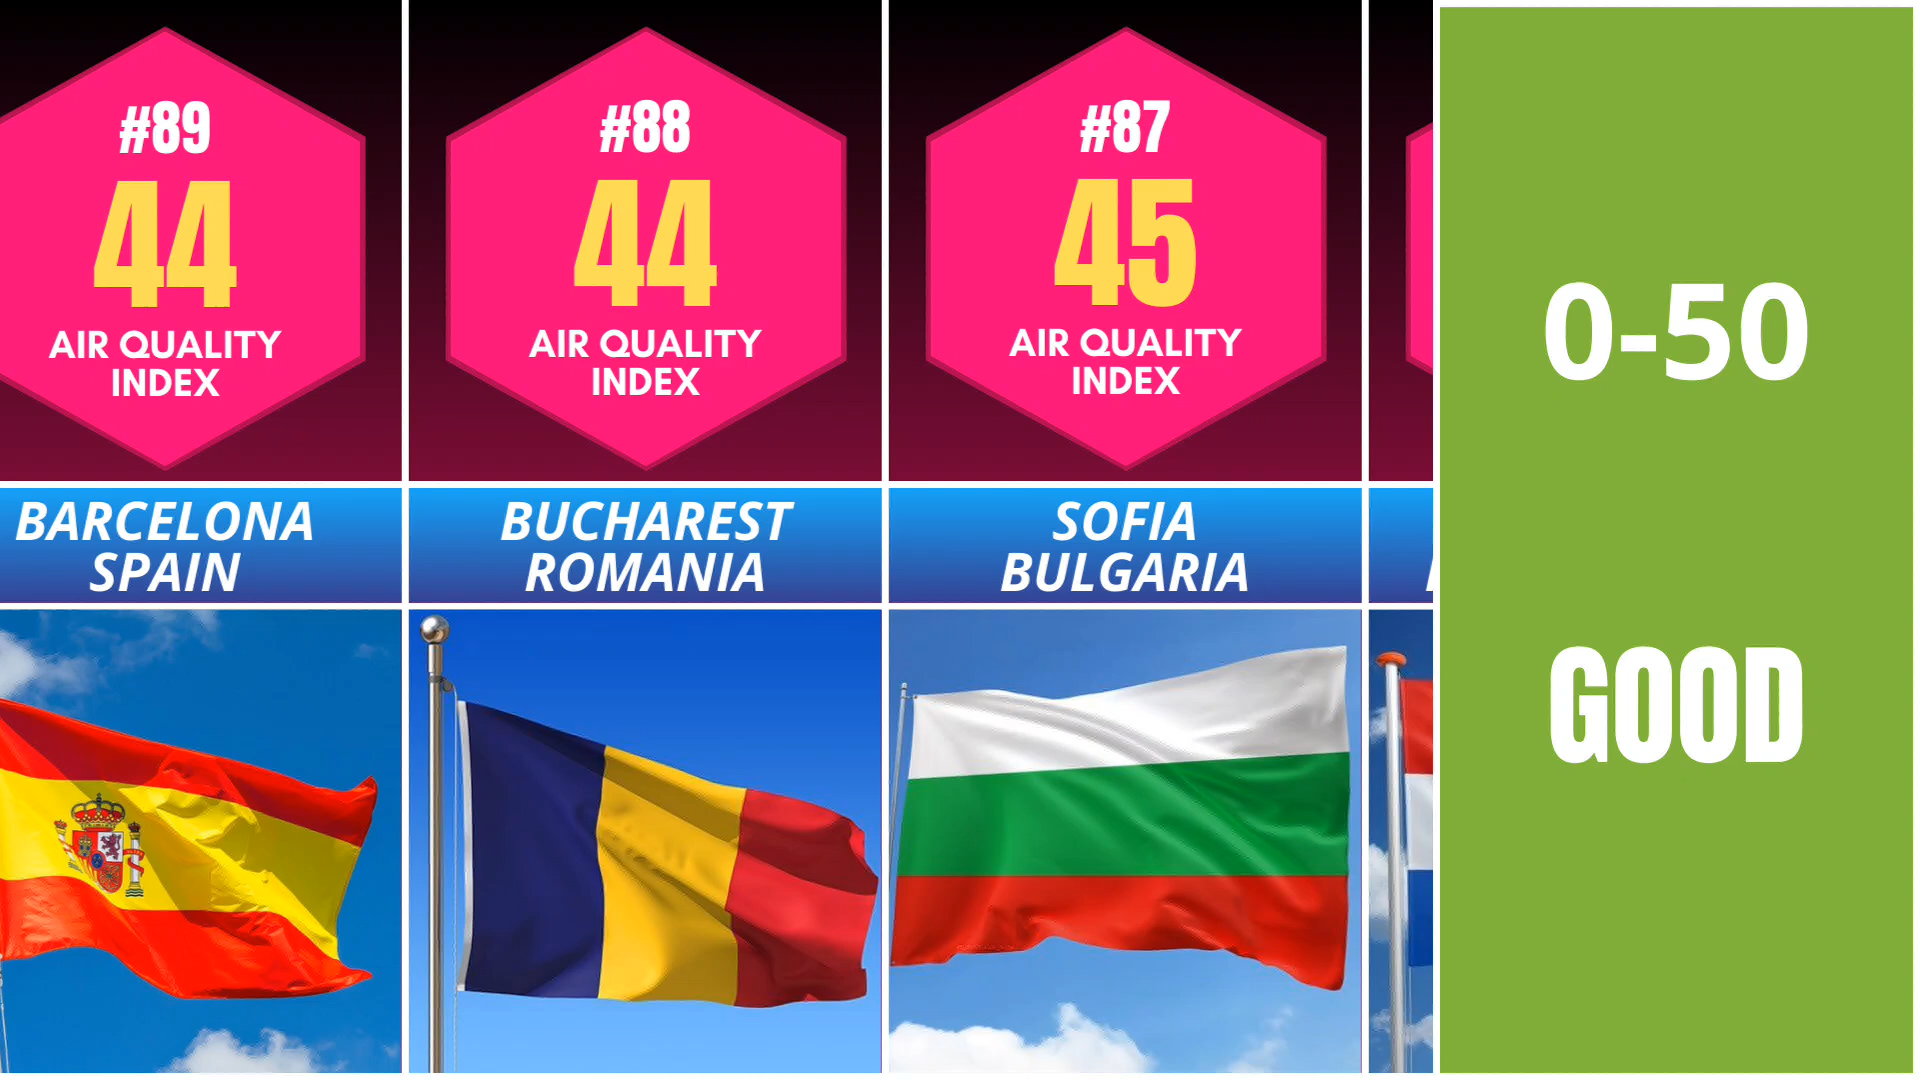 #89
44
AIR QUALITY
INDEX
BARCELONA
SPAIN
#88
44
AIR QUALITY
INDEX
BUCHAREST
ROMANIA
#87
45
AIR QUALITY
INDEX
SOFIA
BULGARIA
0-50
GOOD